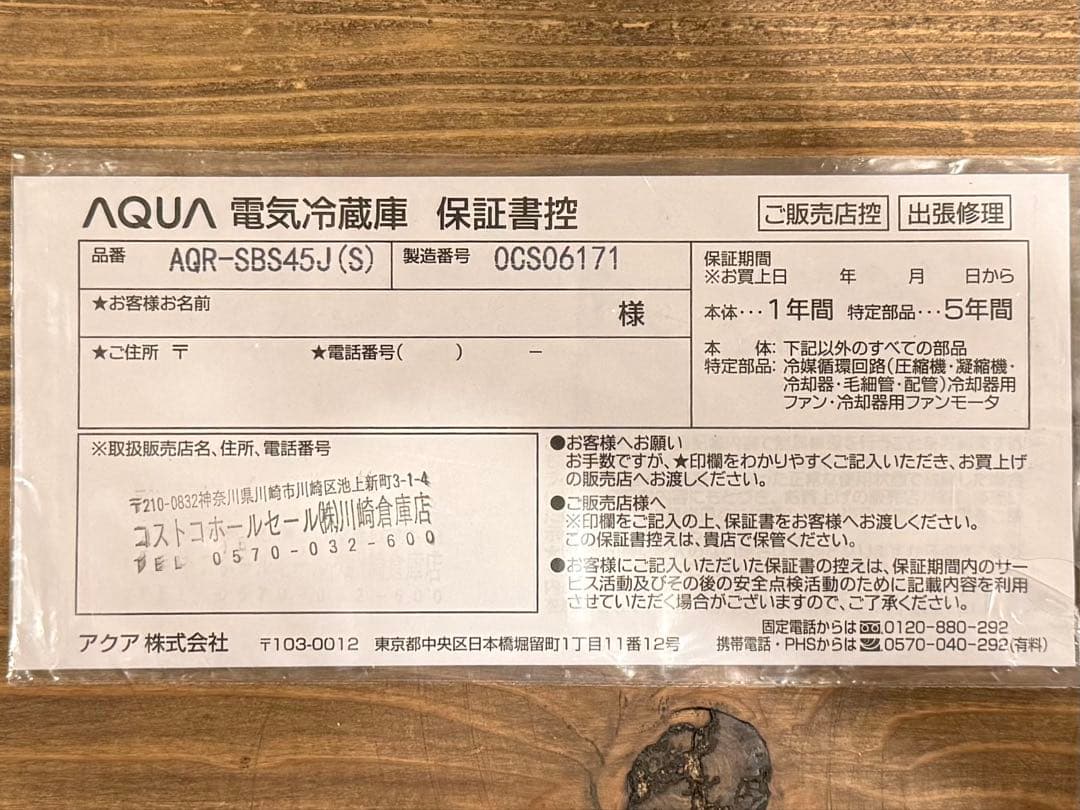 AQUA 電気冷蔵庫 保証書控 ご販売店控 出張修理
品番 AQR-SBS45J(S) 製造番号 0CS06171
★お客様お名前 様
★ご住所 〒 ★電話番号( ) −
保証期間
※お買上日 年 月 日から
本体･･･1年間 特定部品･･･5年間
本 体: 下記以外のすべての部品
特定部品: 冷媒循環回路(圧縮機・凝縮機・
冷却器・毛細管・配管)冷却器用
ファン・冷却器用ファンモータ
※取扱販売店名、住所、電話番号
〒210-0832神奈川県川崎市川崎区池上新町3-1-4
コストコホールセール㈱川崎倉庫店
TEL 0570-032-600
●お客様へお願い
お手数ですが、★印欄をわかりやすくご記入いただき、お買上げ
の販売店へお渡しください。
●ご販売店様へ
※印欄をご記入の上、保証書をお客様へお渡しください。
この保証書控えは、貴店で保管ください。
●お客様にご記入いただいた保証書の控えは、保証期間内のサー
ビス活動及びその後の安全点検活動のために記載内容を利用
させていただく場合がございますので、ご了承ください。
アクア株式会社 〒103-0012 東京都中央区日本橋堀留町1丁目11番12号
固定電話からは 0120-880-292
携帯電話・PHSからは 0570-040-292(有料)